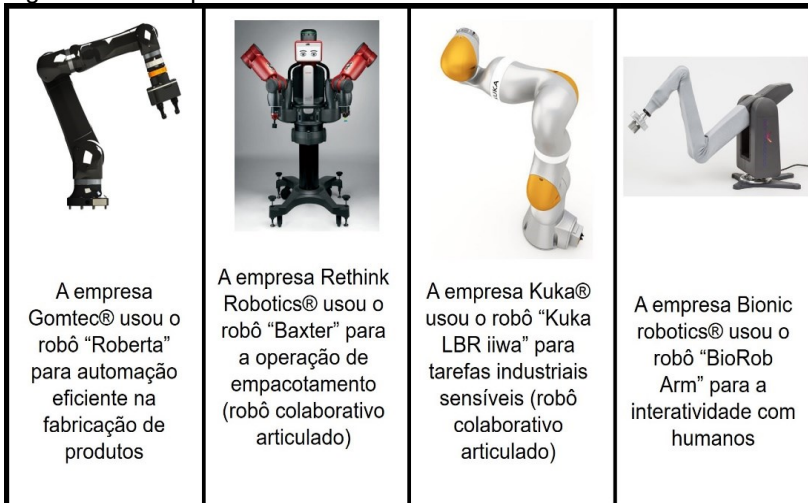 KUKA
A empresa
Gomtec® usou o
robô “Roberta”
para automação
eficiente na
fabricação de
produtos
A empresa Rethink
Robotics® usou o
robô “Baxter” para
a operação de
empacotamento
(robô colaborativo
articulado)
A empresa Kuka®
usou o robô “Kuka
LBR iiwa” para
tarefas industriais
sensíveis (robô
colaborativo
articulado)
A empresa Bionic
robotics® usou o
robô “BioRob
Arm” para a
interatividade com
humanos